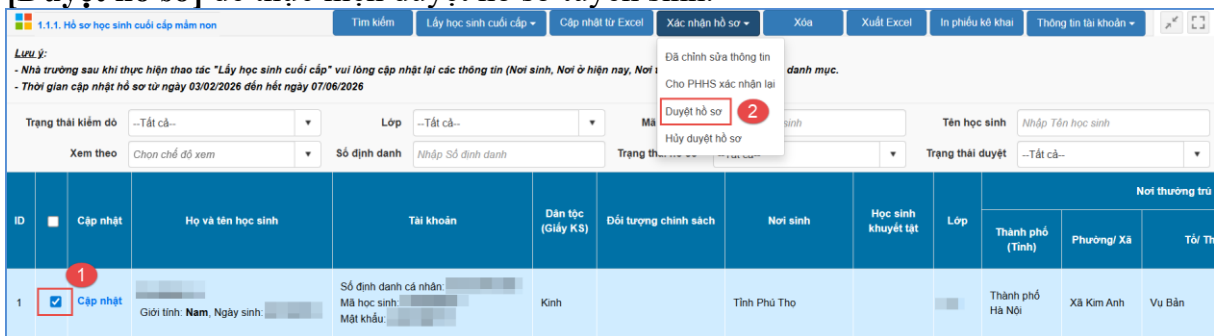 [Duyệt hồ sơ] để thực hiện duyệt hồ sơ tuyển sinh.
1.1.1. Hồ sơ học sinh cuối cấp mầm non Tìm kiếm Lấy học sinh cuối cấp Cập nhật từ Excel Xác nhận hồ sơ Xóa Xuất Excel In phiếu kê khai Thông tin tài khoản
Lưu ý:
- Nhà trường sau khi thực hiện thao tác "Lấy học sinh cuối cấp" vui lòng cập nhật lại các thông tin (Nơi sinh, Nơi ở hiện nay, Nơi danh mục.
- Thời gian cập nhật hồ sơ từ ngày 03/02/2026 đến hết ngày 07/06/2026
Đã chỉnh sửa thông tin
Cho PHHS xác nhận lại
Duyệt hồ sơ 2
Hủy duyệt hồ sơ
Trạng thái kiểm dò --Tất cả-- Lớp --Tất cả-- Mã sinh Tên học sinh Nhập Tên học sinh
Xem theo Chọn chế độ xem Số định danh Nhập Số định danh Trạng --Tất cả-- Trạng thái duyệt --Tất cả--
ID Cập nhật Họ và tên học sinh Tài khoản Dân tộc (Giấy KS) Đối tượng chính sách Nơi sinh Học sinh khuyết tật Lớp Nơi thường trú
Thành phố (Tỉnh) Phường/ Xã Tổ/ Th
1
1 Cập nhật Giới tính: Nam, Ngày sinh: Số định danh cá nhân: Mã học sinh: Mật khẩu: Kinh Tỉnh Phú Thọ Thành phố Hà Nội Xã Kim Anh Vụ Bản